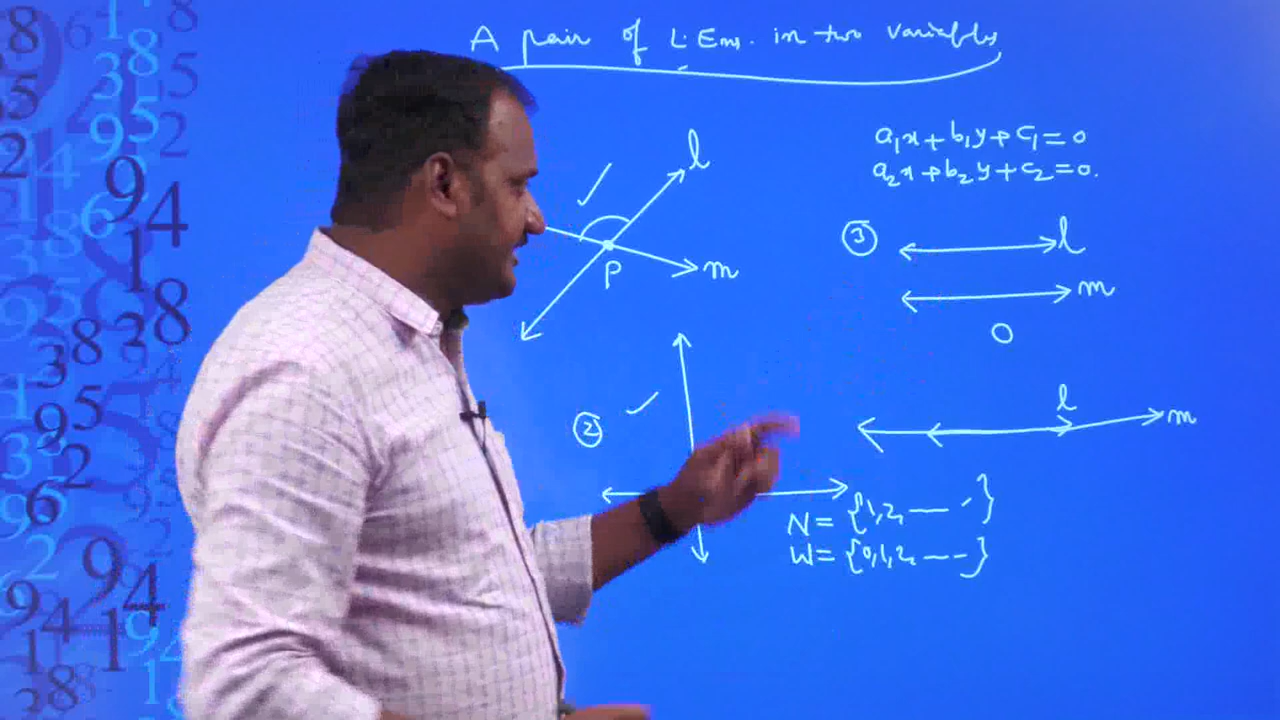 A pair of L.Ens. in two variables
a₁x + b₁y + c₁ = 0
a₂x + b₂y + c₂ = 0.
l
m
P
③
l
m
0
②
l
m
N = {1, 2, — - }
W = {0, 1, 2, — - }